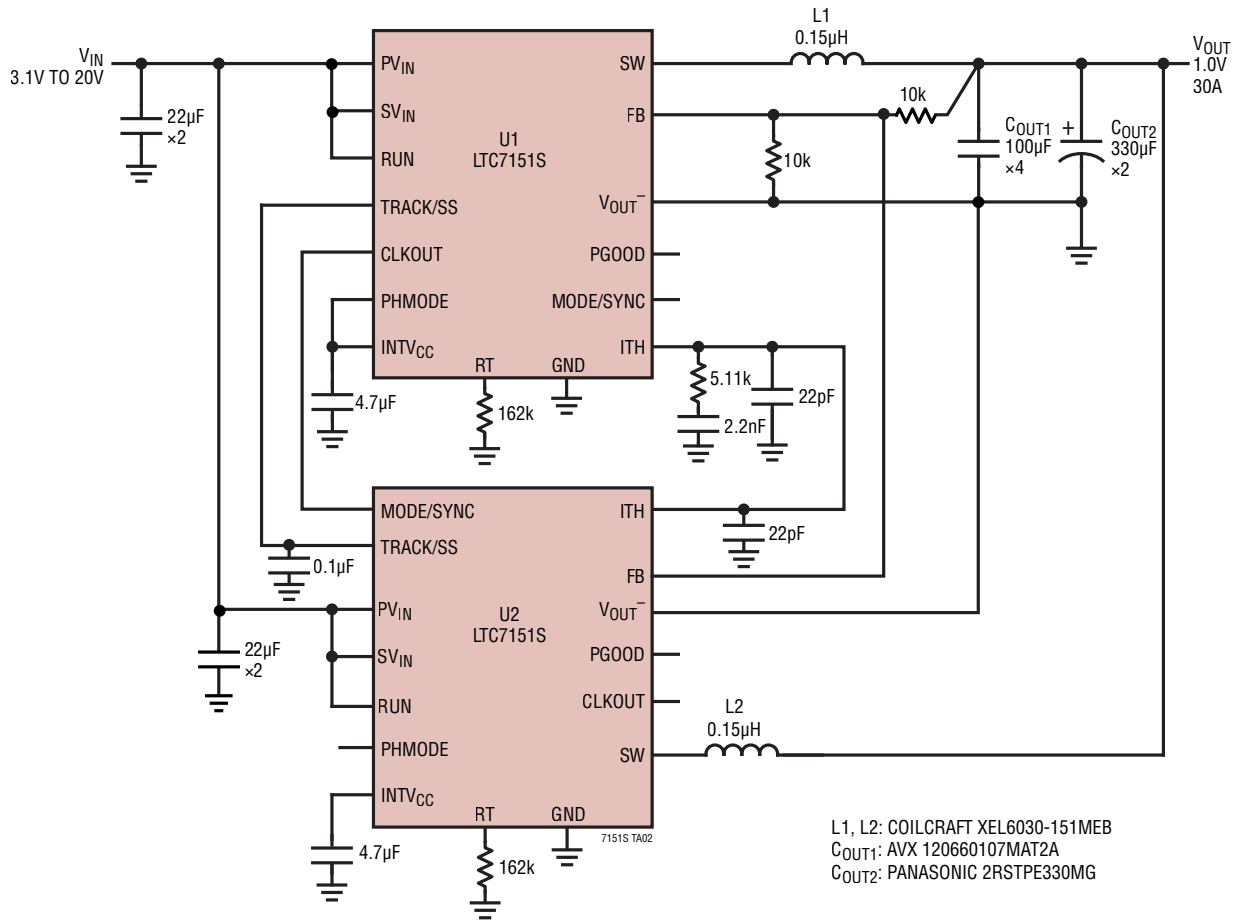 V_IN
3.1V TO 20V
22µF
×2
PV_IN
SV_IN
RUN
TRACK/SS
CLKOUT
PHMODE
INTV_CC
U1
LTC7151S
SW
FB
V_OUT^–
PGOOD
MODE/SYNC
ITH
RT
GND
L1
0.15µH
10k
10k
C_OUT1
100µF
×4
+
C_OUT2
330µF
×2
V_OUT
1.0V
30A
4.7µF
162k
5.11k
2.2nF
22pF
MODE/SYNC
TRACK/SS
0.1µF
PV_IN
SV_IN
RUN
PHMODE
INTV_CC
22µF
×2
4.7µF
U2
LTC7151S
ITH
22pF
FB
V_OUT^–
PGOOD
CLKOUT
SW
L2
0.15µH
RT
GND
7151S TA02
162k
L1, L2: COILCRAFT XEL6030-151MEB
C_OUT1: AVX 120660107MAT2A
C_OUT2: PANASONIC 2RSTPE330MG